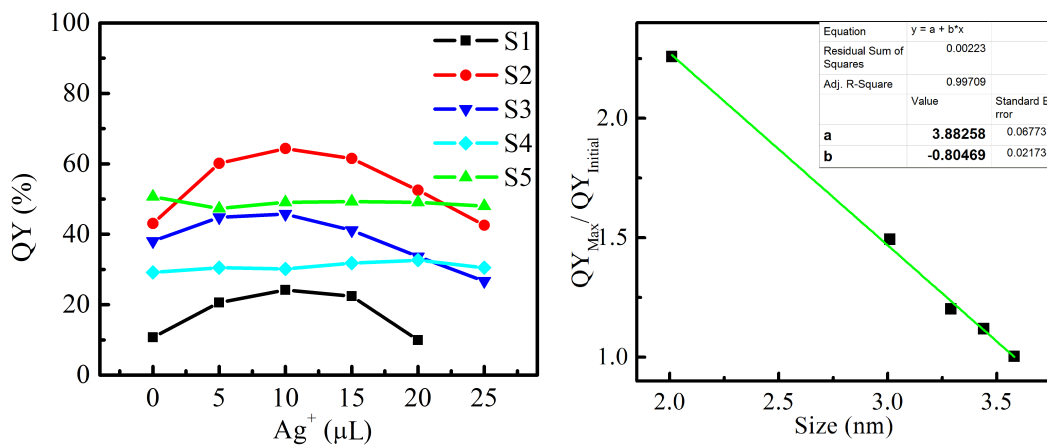 100
80
60
40
20
0
QY (%)
0 5 10 15 20 25
Ag+ (μL)
S1
S2
S3
S4
S5
2.0
1.5
1.0
QYMax/ QYInitial
2.0 2.5 3.0 3.5
Size (nm)
Equation y = a + b*x
Residual Sum of
Squares
0.00223
Adj. R-Square 0.99709
Value Standard E
rror
a 3.88258 0.06773
b -0.80469 0.02173